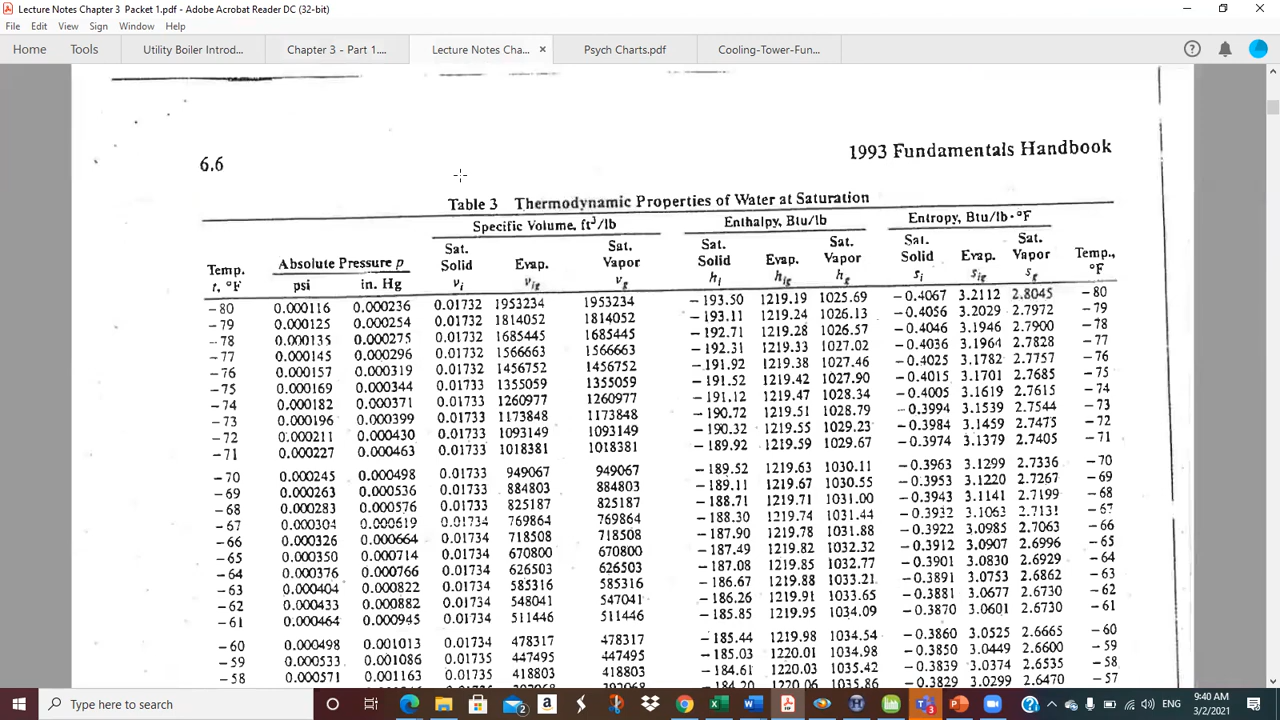 Lecture Notes Chapter 3 Packet 1.pdf - Adobe Acrobat Reader DC (32-bit)
File Edit View Sign Window Help
Home Tools Utility Boiler Introd... Chapter 3 - Part 1.... Lecture Notes Cha... × Psych Charts.pdf Cooling-Tower-Fun...
6.6 1993 Fundamentals Handbook
Table 3 Thermodynamic Properties of Water at Saturation
Specific Volume, ft³/lb Enthalpy, Btu/lb Entropy, Btu/lb·°F
Sat. Sat. Sat. Sat. Sat. Sat.
Temp. Absolute Pressure p Solid Evap. Vapor Solid Evap. Vapor Solid Evap. Vapor Temp.,
t, °F psi in. Hg vi vig vg hi hig hg si sig sg °F
−80 0.000116 0.000236 0.01732 1953234 1953234 −193.50 1219.19 1025.69 −0.4067 3.2112 2.8045 −80
−79 0.000125 0.000254 0.01732 1814052 1814052 −193.11 1219.24 1026.13 −0.4056 3.2029 2.7972 −79
−78 0.000135 0.000275 0.01732 1685445 1685445 −192.71 1219.28 1026.57 −0.4046 3.1946 2.7900 −78
−77 0.000145 0.000296 0.01732 1566663 1566663 −192.31 1219.33 1027.02 −0.4036 3.1964 2.7828 −77
−76 0.000157 0.000319 0.01732 1456752 1456752 −191.92 1219.38 1027.46 −0.4025 3.1782 2.7757 −76
−75 0.000169 0.000344 0.01733 1355059 1355059 −191.52 1219.42 1027.90 −0.4015 3.1701 2.7685 −75
−74 0.000182 0.000371 0.01733 1260977 1260977 −191.12 1219.47 1028.34 −0.4005 3.1619 2.7615 −74
−73 0.000196 0.000399 0.01733 1173848 1173848 −190.72 1219.51 1028.79 −0.3994 3.1539 2.7544 −73
−72 0.000211 0.000430 0.01733 1093149 1093149 −190.32 1219.55 1029.23 −0.3984 3.1459 2.7475 −72
−71 0.000227 0.000463 0.01733 1018381 1018381 −189.92 1219.59 1029.67 −0.3974 3.1379 2.7405 −71
−70 0.000245 0.000498 0.01733 949067 949067 −189.52 1219.63 1030.11 −0.3963 3.1299 2.7336 −70
−69 0.000263 0.000536 0.01733 884803 884803 −189.11 1219.67 1030.55 −0.3953 3.1220 2.7267 −69
−68 0.000283 0.000576 0.01733 825187 825187 −188.71 1219.71 1031.00 −0.3943 3.1141 2.7199 −68
−67 0.000304 0.000619 0.01734 769864 769864 −188.30 1219.74 1031.44 −0.3932 3.1063 2.7131 −67
−66 0.000326 0.000664 0.01734 718508 718508 −187.90 1219.78 1031.88 −0.3922 3.0985 2.7063 −66
−65 0.000350 0.000714 0.01734 670800 670800 −187.49 1219.82 1032.32 −0.3912 3.0907 2.6996 −65
−64 0.000376 0.000766 0.01734 626503 626503 −187.08 1219.85 1032.77 −0.3901 3.0830 2.6929 −64
−63 0.000404 0.000822 0.01734 585316 585316 −186.67 1219.88 1033.21 −0.3891 3.0753 2.6862 −63
−62 0.000433 0.000882 0.01734 548041 547041 −186.26 1219.91 1033.65 −0.3881 3.0677 2.6730 −62
−61 0.000464 0.000945 0.01734 511446 511446 −185.85 1219.95 1034.09 −0.3870 3.0601 2.6730 −61
−60 0.000498 0.001013 0.01734 478317 478317 −185.44 1219.98 1034.54 −0.3860 3.0525 2.6665 −60
−59 0.000533 0.001086 0.01735 447495 447495 −185.03 1220.01 1034.98 −0.3850 3.0449 2.6600 −59
−58 0.000571 0.001163 0.01735 418803 418803 −184.61 1220.03 1035.42 −0.3839 3.0374 2.6535 −58
−184.20 1220.06 1035.86 −0.3829 3.0299 2.6470 −57
Type here to search ENG 9:40 AM
3/2/2021